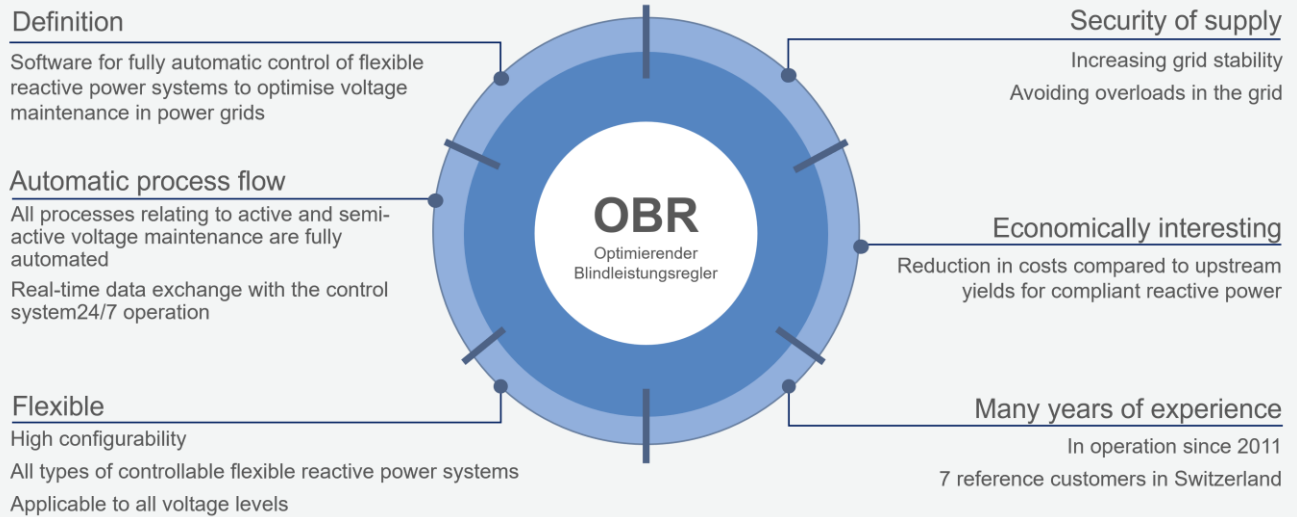 Definition
Software for fully automatic control of flexible
reactive power systems to optimise voltage
maintenance in power grids
Automatic process flow
All processes relating to active and semi-
active voltage maintenance are fully
automated
Real-time data exchange with the control
system24/7 operation
Flexible
High configurability
All types of controllable flexible reactive power systems
Applicable to all voltage levels
OBR
Optimierender
Blindleistungsregler
Security of supply
Increasing grid stability
Avoiding overloads in the grid
Economically interesting
Reduction in costs compared to upstream
yields for compliant reactive power
Many years of experience
In operation since 2011
7 reference customers in Switzerland